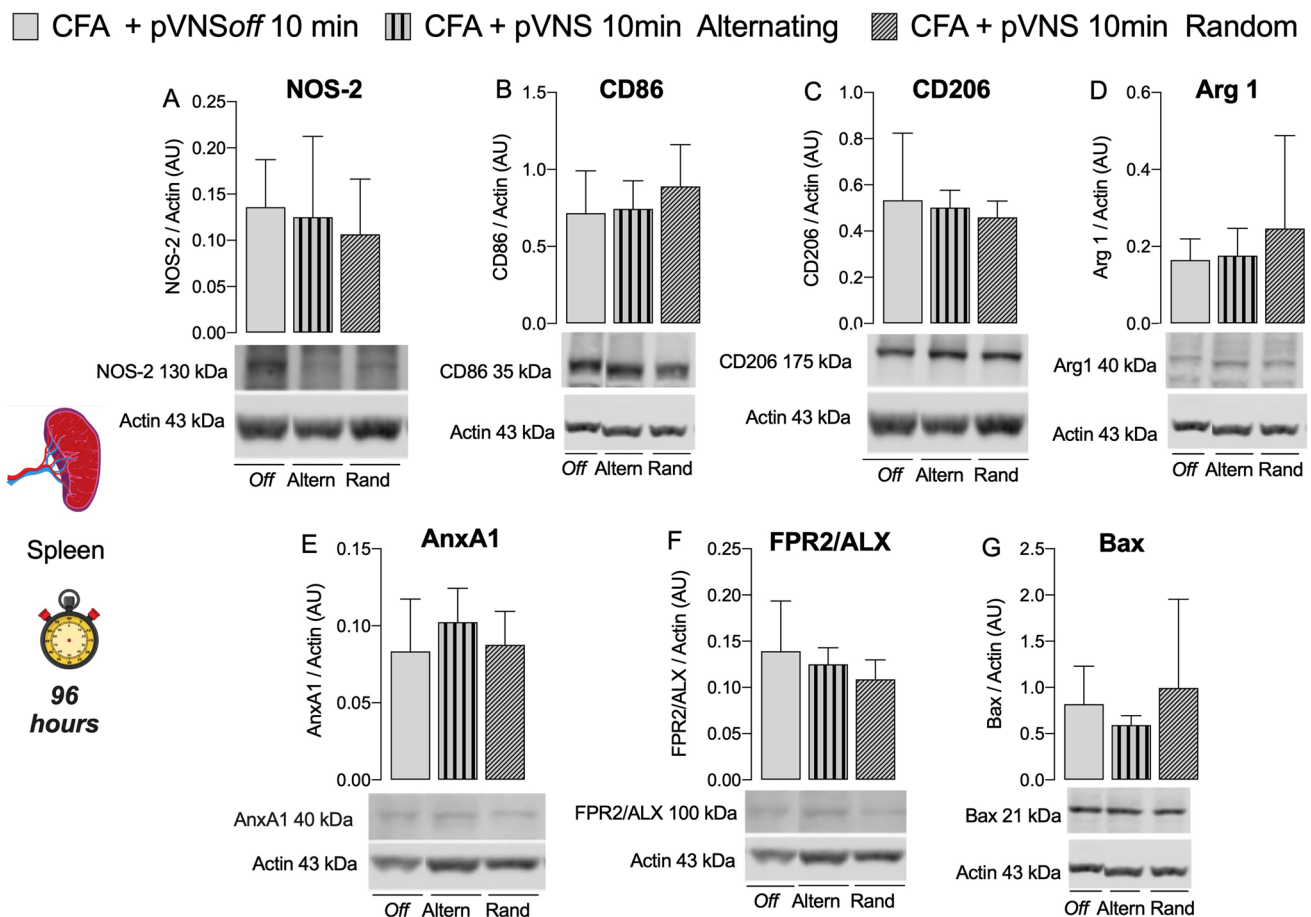 CFA + pVNSoff 10 min CFA + pVNS 10min Alternating CFA + pVNS 10min Random
A NOS-2
NOS-2 / Actin (AU)
0.25
0.20
0.15
0.10
0.05
0.00
NOS-2 130 kDa
Actin 43 kDa
Off Altern Rand
B CD86
CD86 / Actin (AU)
1.5
1.0
0.5
0.0
CD86 35 kDa
Actin 43 kDa
Off Altern Rand
C CD206
CD206 / Actin (AU)
1.0
0.8
0.6
0.4
0.2
0.0
CD206 175 kDa
Actin 43 kDa
Off Altern Rand
D Arg 1
Arg 1 / Actin (AU)
0.6
0.4
0.2
0.0
Arg1 40 kDa
Actin 43 kDa
Off Altern Rand
Spleen
96
hours
E AnxA1
AnxA1 / Actin (AU)
0.15
0.10
0.05
0.00
AnxA1 40 kDa
Actin 43 kDa
Off Altern Rand
F FPR2/ALX
FPR2/ALX / Actin (AU)
0.25
0.20
0.15
0.10
0.05
0.00
FPR2/ALX 100 kDa
Actin 43 kDa
Off Altern Rand
G Bax
Bax / Actin (AU)
2.5
2.0
1.5
1.0
0.5
0.0
Bax 21 kDa
Actin 43 kDa
Off Altern Rand